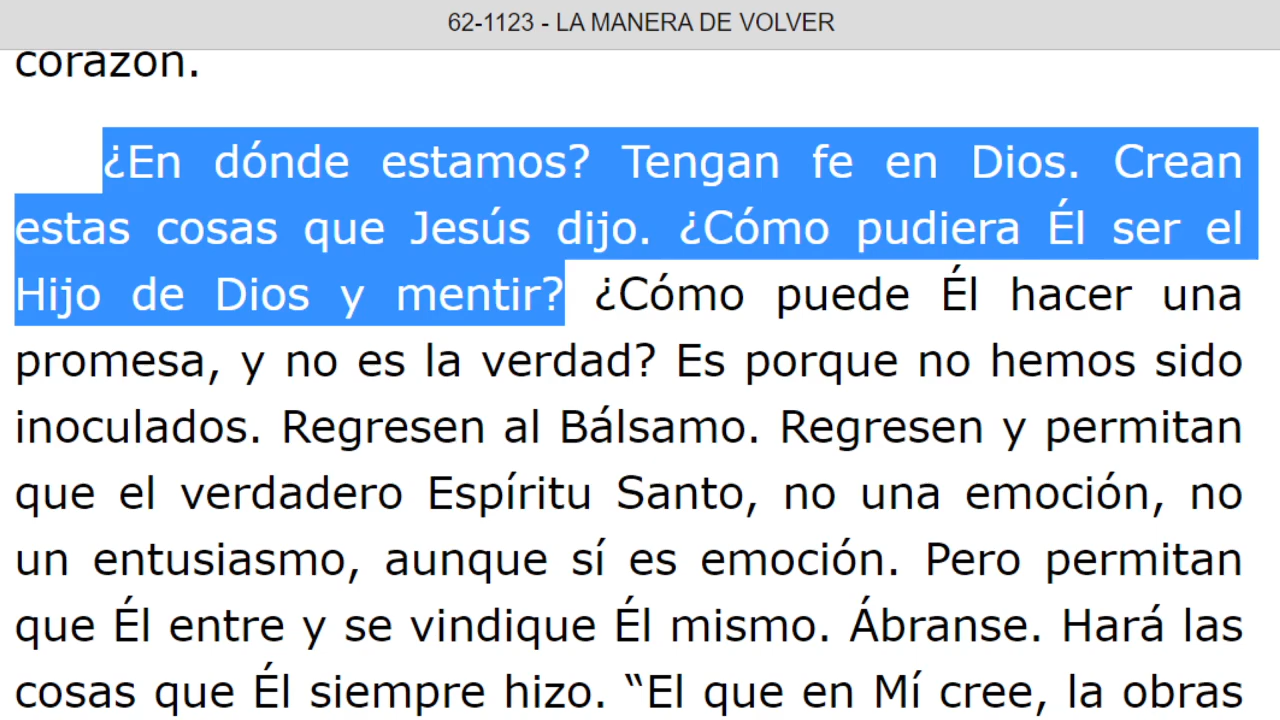 62-1123 - LA MANERA DE VOLVER
corazón.
¿En dónde estamos? Tengan fe en Dios. Crean
estas cosas que Jesús dijo. ¿Cómo pudiera Él ser el
Hijo de Dios y mentir? ¿Cómo puede Él hacer una
promesa, y no es la verdad? Es porque no hemos sido
inoculados. Regresen al Bálsamo. Regresen y permitan
que el verdadero Espíritu Santo, no una emoción, no
un entusiasmo, aunque sí es emoción. Pero permitan
que Él entre y se vindique Él mismo. Ábranse. Hará las
cosas que Él siempre hizo. “El que en Mí cree, la obras